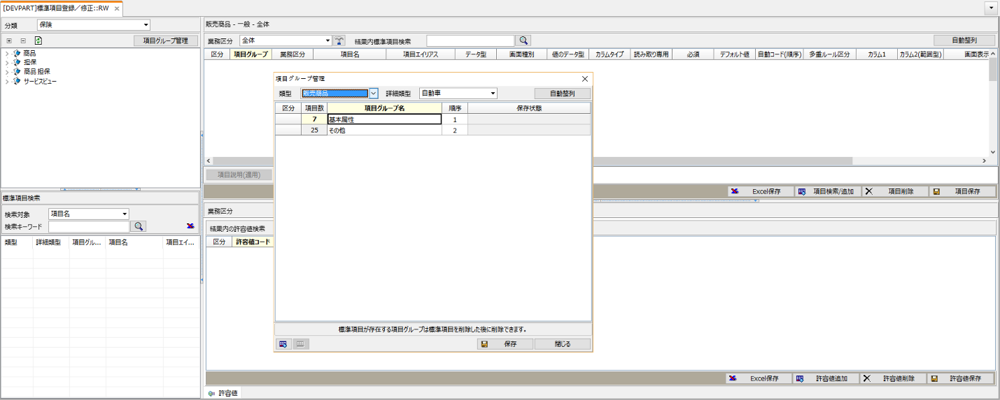 [DEVPART]標準項目登録／修正::RW
分類 保険
項目グループ管理
商品
担保
商品 担保
サービスビュー
標準項目検索
検索対象 項目名
検索キーワード
類型 詳細類型 項目グル... 項目名 項目エイ...
販売商品 - 一般 - 全体
業務区分 全体 結果内標準項目検索 自動整列
区分 項目グループ 業務区分 項目名 項目エイリアス データ型 画面種別 値のデータ型 カラムタイプ 読み取り専用 必須 デフォルト値 自動コード(順序) 多重ルール区分 カラム1 カラム2(範囲型) 画面表示
項目説明(適用)
Excel保存 項目検索/追加 項目削除 項目保存
業務区分
結果内の許容値検索
区分 許容値コード
Excel保存 許容値追加 許容値削除 許容値保存
許容値
項目グループ管理
類型 販売商品 詳細類型 自動車 自動整列
区分 項目数 項目グループ名 順序 保存状態
7 基本属性 1
25 その他 2
標準項目が存在する項目グループは標準項目を削除した後に削除できます。
保存 閉じる